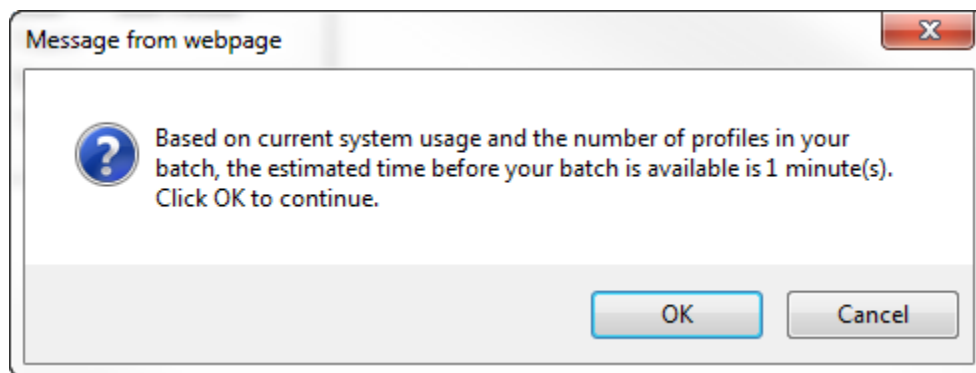 Message from webpage
Based on current system usage and the number of profiles in your
batch, the estimated time before your batch is available is 1 minute(s).
Click OK to continue.
OK
Cancel